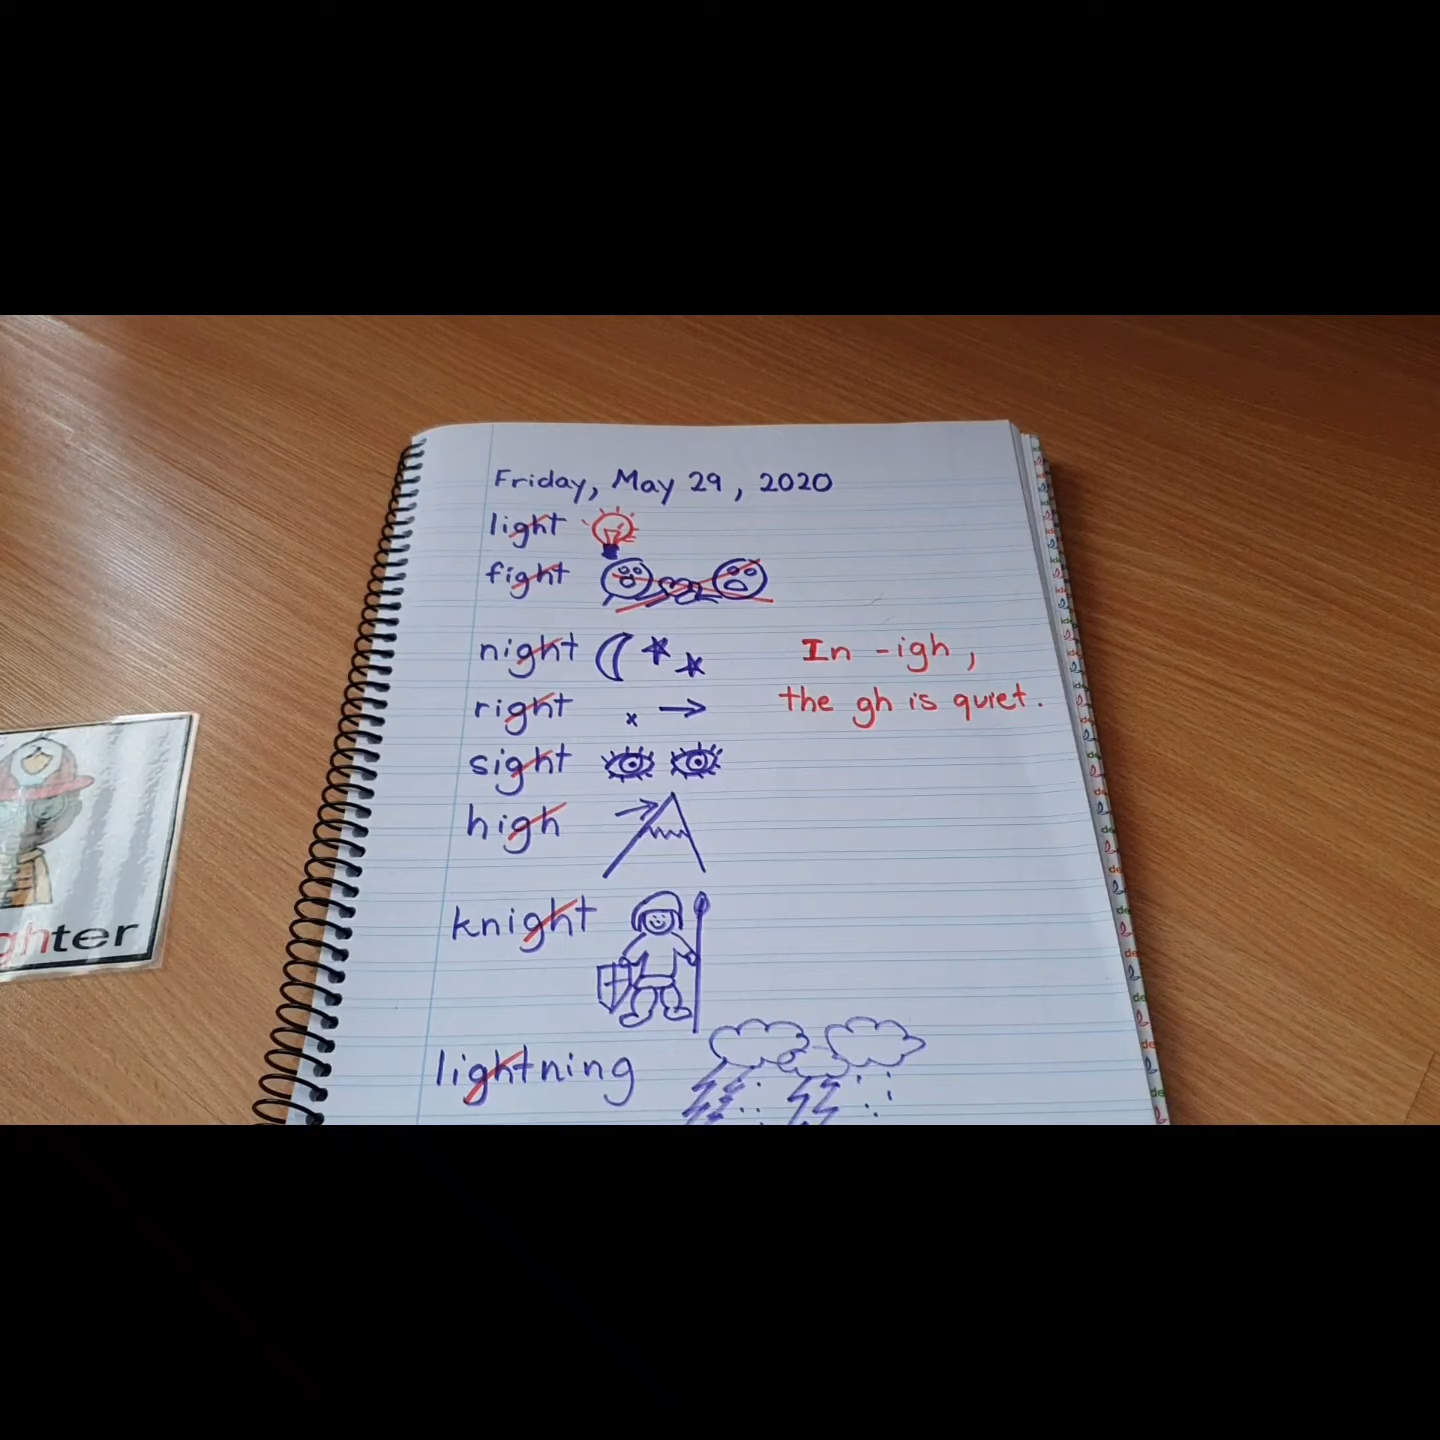 Friday, May 29, 2020
light
fight
night
In -igh,
right
the gh is quiet.
sight
high
knight
lightning
ghter